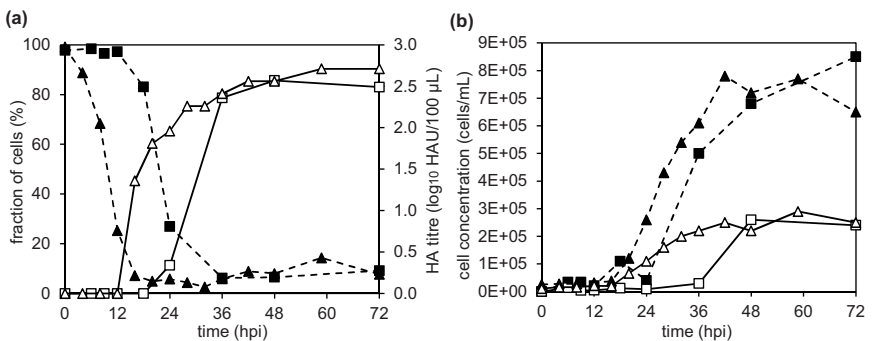 (a)
100
80
60
40
20
0
fraction of cells (%)
3.0
2.5
2.0
1.5
1.0
0.5
0.0
HA titre (log10 HAU/100 µL)
0 12 24 36 48 60 72
time (hpi)
(b)
9E+05
8E+05
7E+05
6E+05
5E+05
4E+05
3E+05
2E+05
1E+05
0E+00
cell concentration (cells/mL)
0 12 24 36 48 60 72
time (hpi)